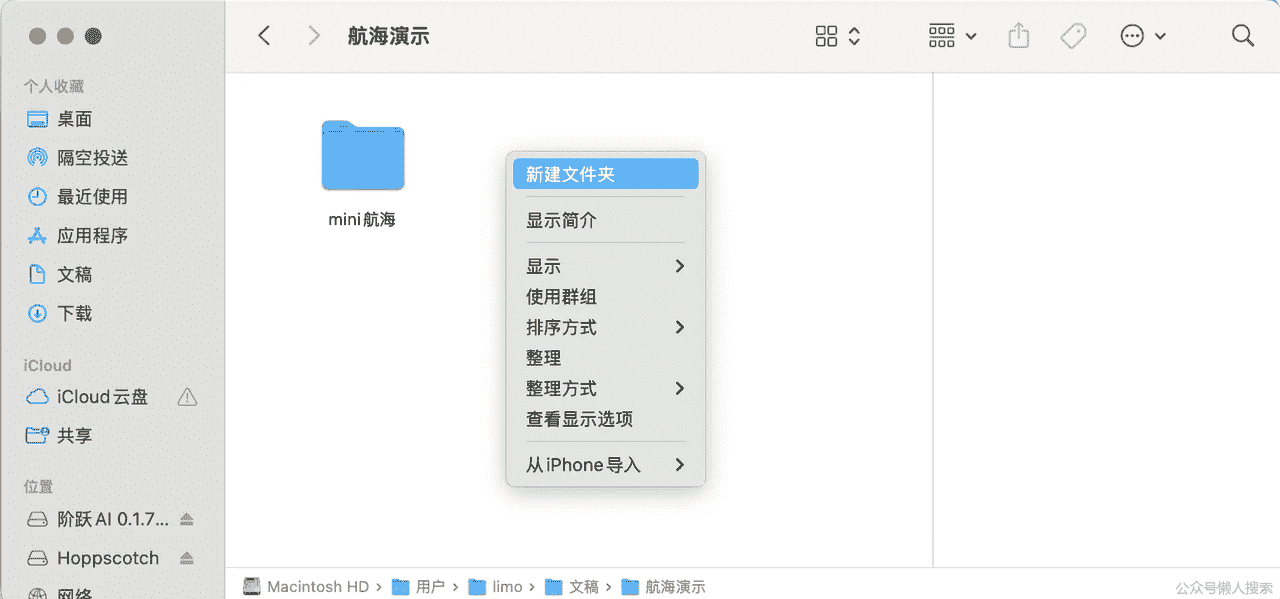 航海演示
个人收藏
桌面
隔空投送
最近使用
应用程序
文稿
下载
iCloud
iCloud云盘
共享
位置
阶跃AI 0.1.7...
Hoppscotch
网络
mini航海
新建文件夹
显示简介
显示
使用群组
排序方式
整理
整理方式
查看显示选项
从iPhone导入
Macintosh HD › 用户 › limo › 文稿 › 航海演示
公众号懒人搜索